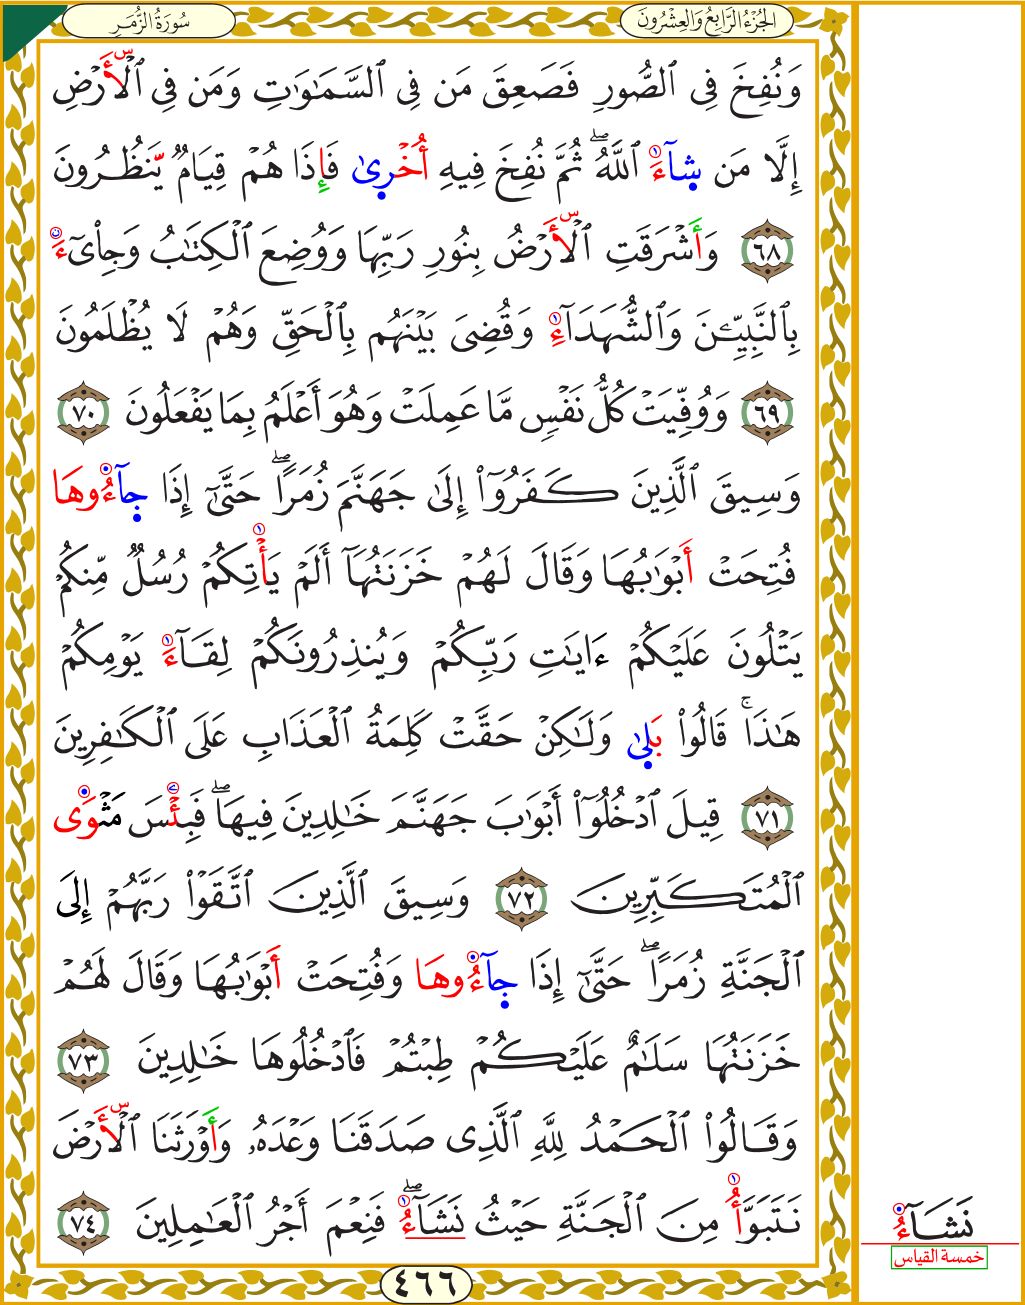 الجُزْءُ الرَّابِعُ وَالعِشْرُونَ
سُورَةُ الزُّمَرِ
وَنُفِخَ فِي ٱلصُّورِ فَصَعِقَ مَن فِي ٱلسَّمَٰوَٰتِ وَمَن فِي ٱلۡأَرۡضِ
إِلَّا مَن شَآءَ ٱللَّهُۖ ثُمَّ نُفِخَ فِيهِ أُخۡرَىٰ فَإِذَا هُمۡ قِيَامٞ يَنظُرُونَ
٦٨ وَأَشۡرَقَتِ ٱلۡأَرۡضُ بِنُورِ رَبِّهَا وَوُضِعَ ٱلۡكِتَٰبُ وَجِاْيٓءَ
بِٱلنَّبِيِّـۧنَ وَٱلشُّهَدَآءِ وَقُضِيَ بَيۡنَهُم بِٱلۡحَقِّ وَهُمۡ لَا يُظۡلَمُونَ
٦٩ وَوُفِّيَتۡ كُلُّ نَفۡسٖ مَّا عَمِلَتۡ وَهُوَ أَعۡلَمُ بِمَا يَفۡعَلُونَ ٧٠
وَسِيقَ ٱلَّذِينَ كَفَرُوٓاْ إِلَىٰ جَهَنَّمَ زُمَرًاۖ حَتَّىٰٓ إِذَا جَآءُوهَا
فُتِحَتۡ أَبۡوَٰبُهَا وَقَالَ لَهُمۡ خَزَنَتُهَآ أَلَمۡ يَأۡتِكُمۡ رُسُلٞ مِّنكُمۡ
يَتۡلُونَ عَلَيۡكُمۡ ءَايَٰتِ رَبِّكُمۡ وَيُنذِرُونَكُمۡ لِقَآءَ يَوۡمِكُمۡ
هَٰذَاۚ قَالُواْ بَلَىٰ وَلَٰكِنۡ حَقَّتۡ كَلِمَةُ ٱلۡعَذَابِ عَلَى ٱلۡكَٰفِرِينَ
٧١ قِيلَ ٱدۡخُلُوٓاْ أَبۡوَٰبَ جَهَنَّمَ خَٰلِدِينَ فِيهَاۖ فَبِئۡسَ مَثۡوَى
ٱلۡمُتَكَبِّرِينَ ٧٢ وَسِيقَ ٱلَّذِينَ ٱتَّقَوۡاْ رَبَّهُمۡ إِلَى
ٱلۡجَنَّةِ زُمَرًاۖ حَتَّىٰٓ إِذَا جَآءُوهَا وَفُتِحَتۡ أَبۡوَٰبُهَا وَقَالَ لَهُمۡ
خَزَنَتُهَا سَلَٰمٌ عَلَيۡكُمۡ طِبۡتُمۡ فَٱدۡخُلُوهَا خَٰلِدِينَ ٧٣
وَقَالُواْ ٱلۡحَمۡدُ لِلَّهِ ٱلَّذِي صَدَقَنَا وَعۡدَهُۥ وَأَوۡرَثَنَا ٱلۡأَرۡضَ
نَتَبَوَّأُ مِنَ ٱلۡجَنَّةِ حَيۡثُ نَشَآءُۖ فَنِعۡمَ أَجۡرُ ٱلۡعَٰمِلِينَ ٧٤
نَشَآءُ
خمسة القياس
٤٦٦